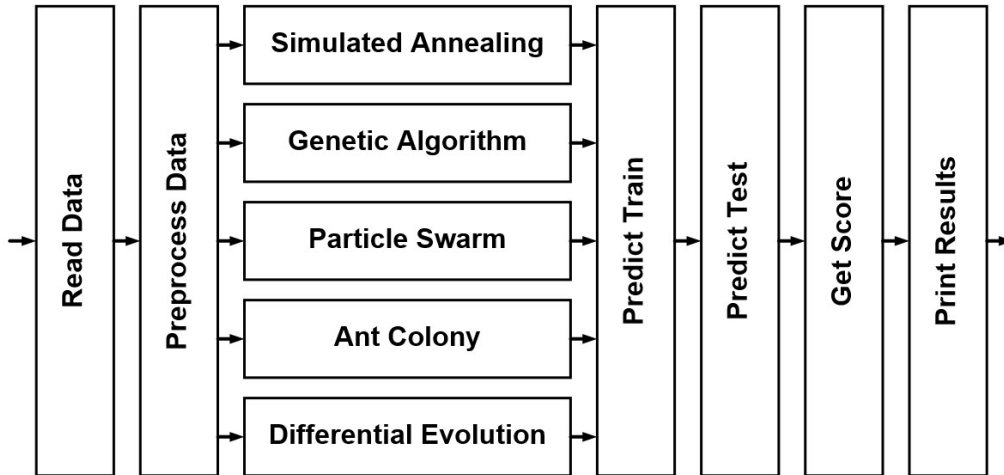 Read Data
Preprocess Data
Simulated Annealing
Genetic Algorithm
Particle Swarm
Ant Colony
Differential Evolution
Predict Train
Predict Test
Get Score
Print Results